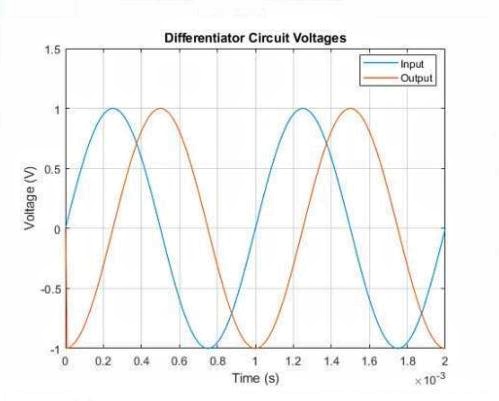 Differentiator Circuit Voltages
1.5
1
0.5
0
-0.5
-1
Voltage (V)
Input
Output
0 0.2 0.4 0.6 0.8 1 1.2 1.4 1.6 1.8 2
Time (s)
×10⁻³